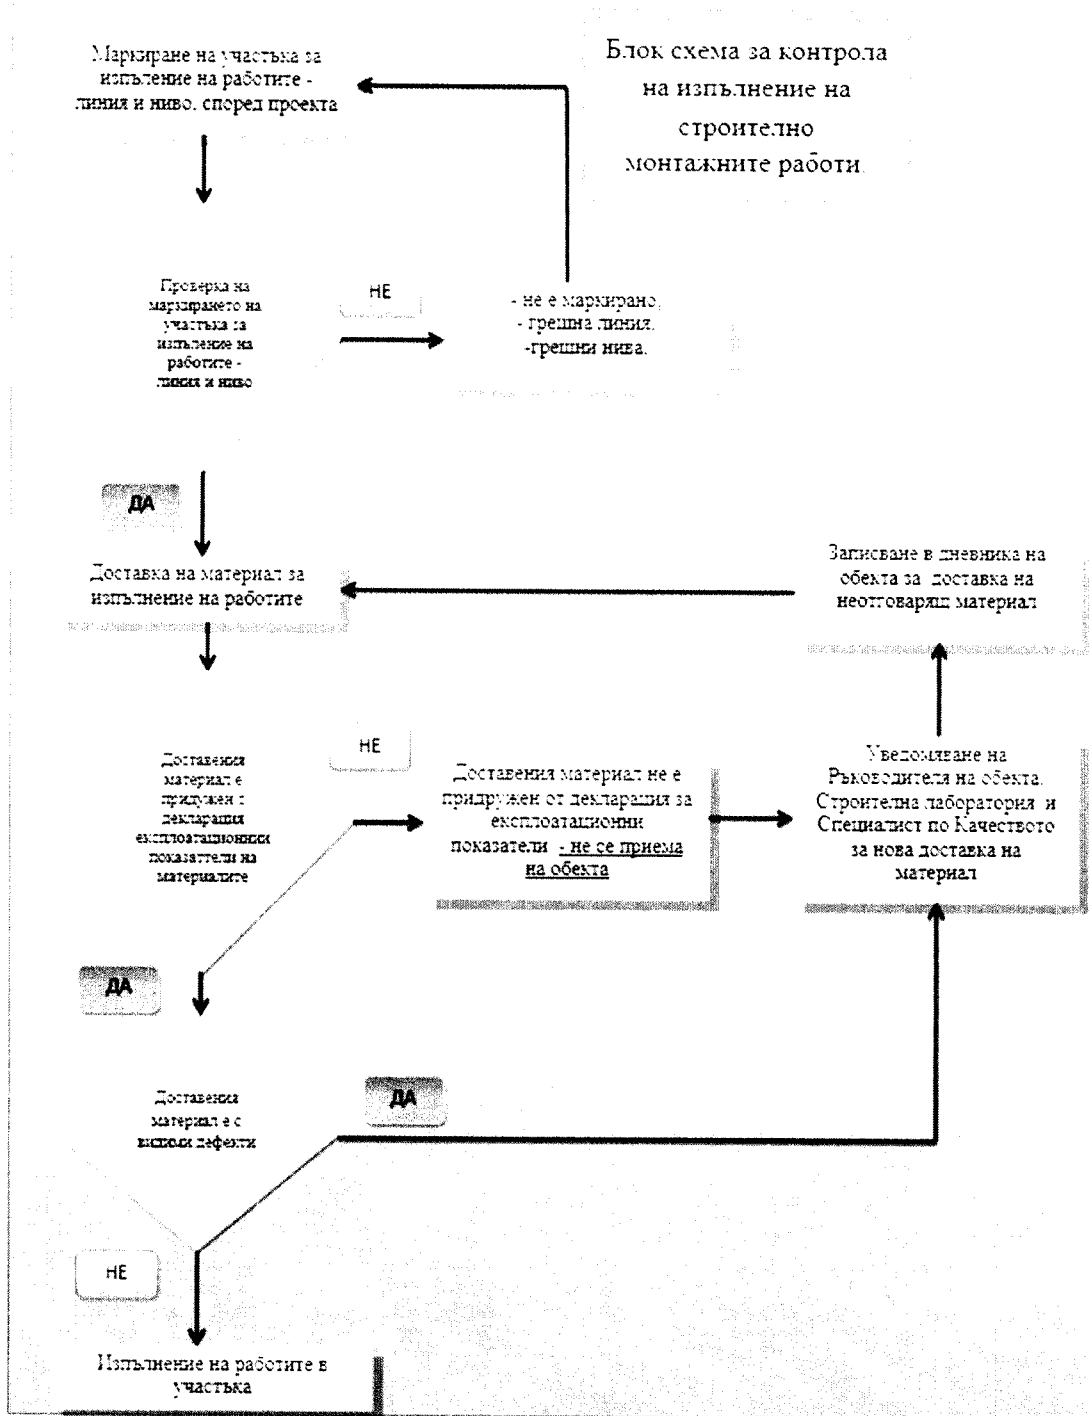 Блок схема за контрола
на изпълнение на
строително
монтажните работи.
Маркиране на участъка за
изпъление на работите -
линия и ниво, според проекта
Проверка на
маркирането на
участъка за
изпъление на
работите -
линия и ниво
НЕ
- не е маркирано,
- грешна линия,
-грешни нива.
ДА
Доставка на материал за
изпълнение на работите
Записване в дневника на
обекта за доставка на
неотговарящ материал
Доставения
материал е
придружен с
декларация
експлоатационнии
показаттели на
материалите
НЕ
Доставения материал не е
придружен от декларация за
експлоатационни
показатели - не се приема
на обекта
Уведомяване на
Ръководителя на обекта,
Строителна лаборатория и
Специалист по Качеството
за нова доставка на
материал
ДА
Доставения
материал е с
видими дефекти
ДА
НЕ
Изпълнение на работите в
участъка